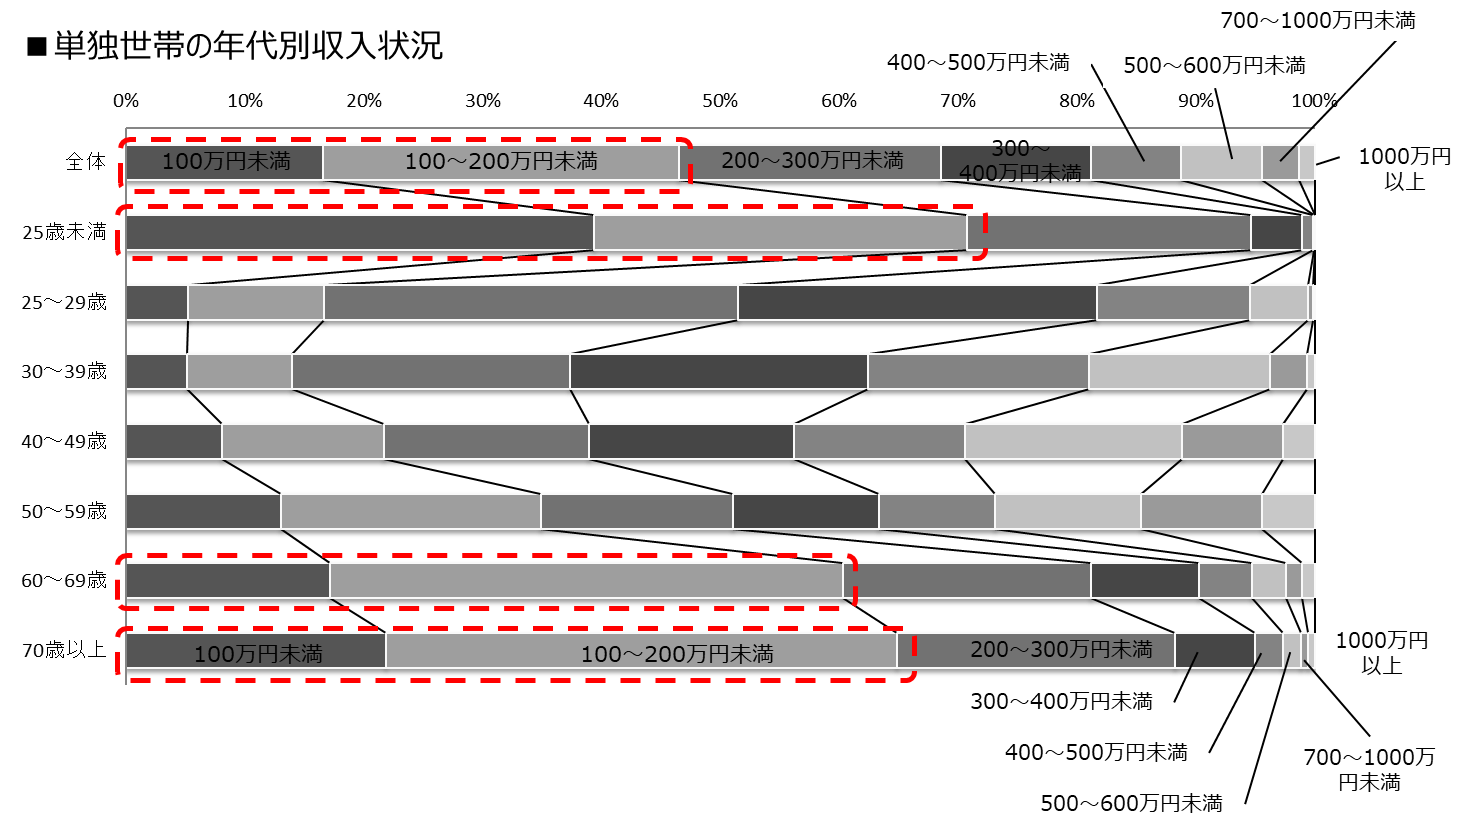 ■単独世帯の年代別収入状況
700～1000万円未満
400～500万円未満
500～600万円未満
0%
10%
20%
30%
40%
50%
60%
70%
80%
90%
100%
全体
100万円未満
100～200万円未満
200～300万円未満
300～
400万円未満
1000万円
以上
25歳未満
25～29歳
30～39歳
40～49歳
50～59歳
60～69歳
70歳以上
100万円未満
100～200万円未満
200～300万円未満
1000万円
以上
300～400万円未満
400～500万円未満
700～1000万
円未満
500～600万円未満